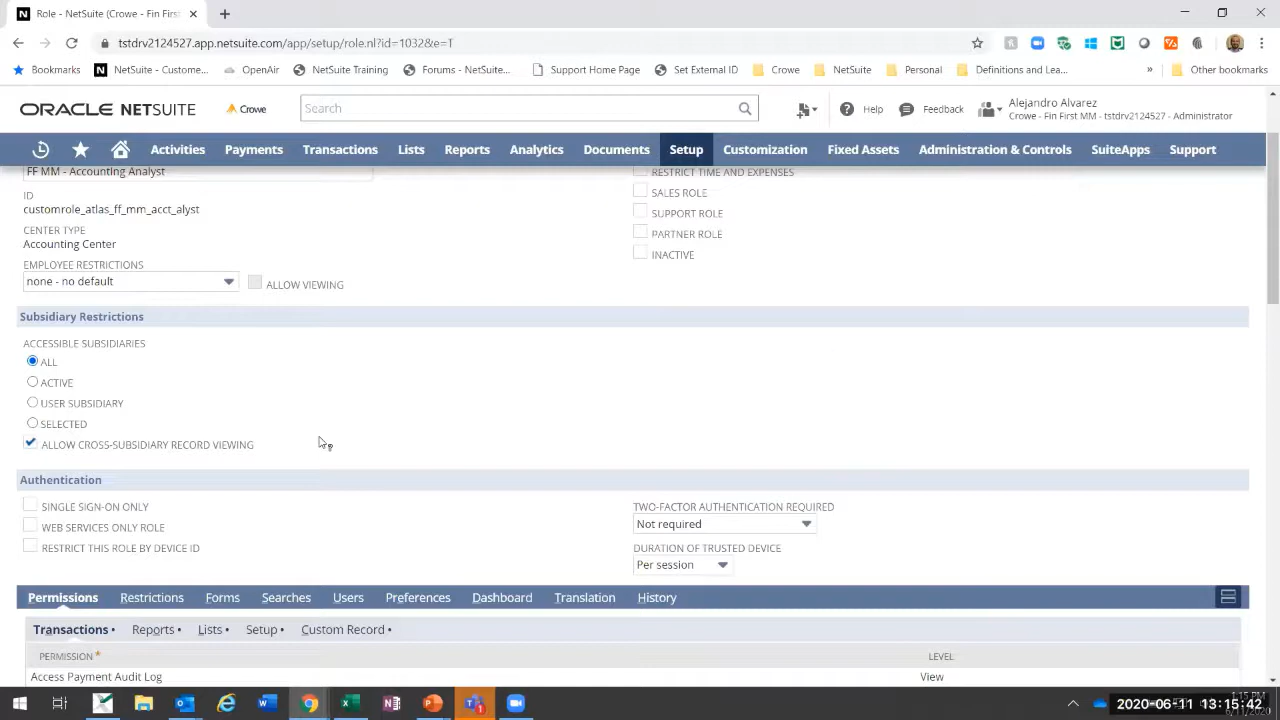 Role - NetSuite (Crowe - Fin First
tstdrv2124527.app.netsuite.com/app/setup/role.nl?id=1032&e=T
Bookmarks NetSuite - Custome... OpenAir NetSuite Training Forums - NetSuite... Support Home Page Set External ID Crowe NetSuite Personal Definitions and Lea... » Other bookmarks
ORACLE NETSUITE Crowe Search Help Feedback Alejandro Alvarez
Crowe - Fin First MM - tstdrv2124527 - Administrator
Activities Payments Transactions Lists Reports Analytics Documents Setup Customization Fixed Assets Administration & Controls SuiteApps Support
FF MM - Accounting Analyst
RESTRICT TIME AND EXPENSES
ID
customrole_atlas_ff_mm_acct_alyst
CENTER TYPE
Accounting Center
EMPLOYEE RESTRICTIONS
none - no default ALLOW VIEWING
SALES ROLE
SUPPORT ROLE
PARTNER ROLE
INACTIVE
Subsidiary Restrictions
ACCESSIBLE SUBSIDIARIES
ALL
ACTIVE
USER SUBSIDIARY
SELECTED
ALLOW CROSS-SUBSIDIARY RECORD VIEWING
Authentication
SINGLE SIGN-ON ONLY
WEB SERVICES ONLY ROLE
RESTRICT THIS ROLE BY DEVICE ID
TWO-FACTOR AUTHENTICATION REQUIRED
Not required
DURATION OF TRUSTED DEVICE
Per session
Permissions Restrictions Forms Searches Users Preferences Dashboard Translation History
Transactions • Reports • Lists • Setup • Custom Record •
PERMISSION * LEVEL
Access Payment Audit Log View
2020-06-11 13:15:42